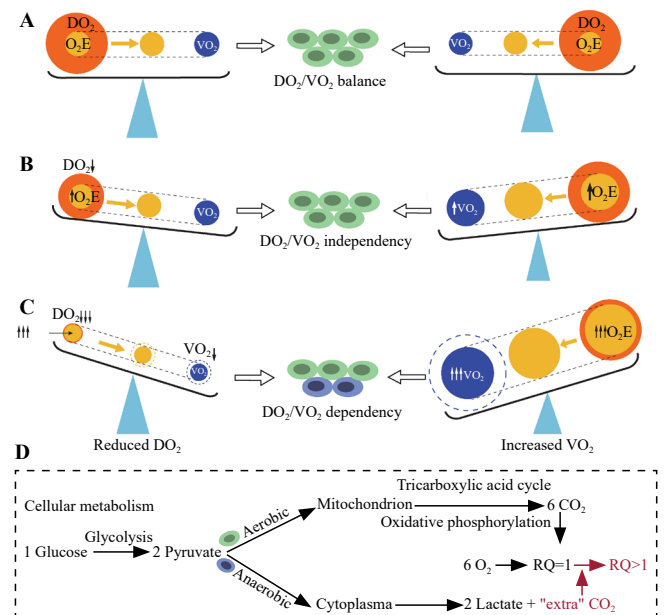 A
DO₂
O₂E
VO₂
DO₂/VO₂ balance
VO₂
DO₂
O₂E
B
DO₂↓
↑O₂E
VO₂
DO₂/VO₂ independency
↑VO₂
↑O₂E
C
↑↑↑
DO₂↓↓↓
VO₂↓
VO₂
DO₂/VO₂ dependency
↑↑↑VO₂
↑↑↑O₂E
Reduced DO₂
Increased VO₂
D
Cellular metabolism
Tricarboxylic acid cycle
1 Glucose
Glycolysis
2 Pyruvate
Aerobic
Mitochondrion
6 CO₂
Oxidative phosphorylation
6 O₂
RQ=1
RQ>1
Anaerobic
Cytoplasma
2 Lactate + "extra" CO₂